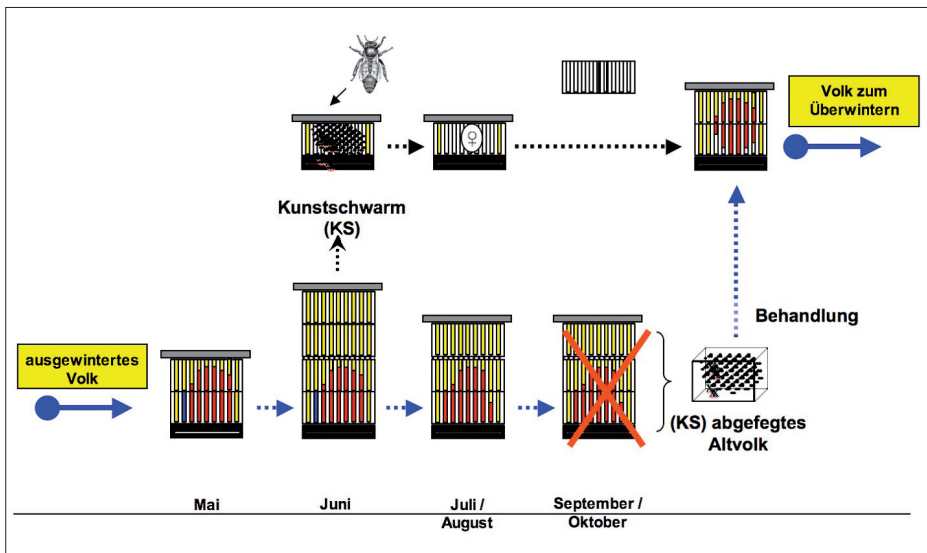 Volk zum
Überwintern
♀
Kunstschwarm
(KS)
ausgewintertes
Volk
Behandlung
(KS) abgefegtes
Altvolk
Mai
Juni
Juli /
August
September /
Oktober